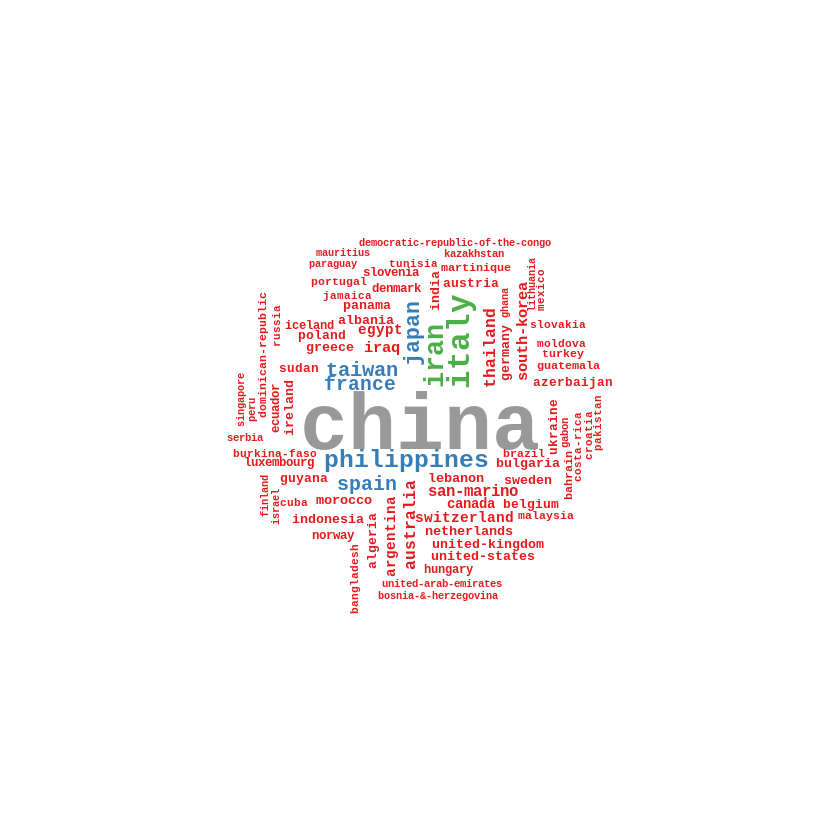 democratic-republic-of-the-congo
mauritius
kazakhstan
paraguay
tunisia
martinique
slovenia
portugal
denmark
india
austria
lithuania
mexico
jamaica
panama
ghana
south-korea
iceland
albania
egypt
japan
iran
italy
thailand
germany
slovakia
russia
dominican-republic
poland
greece
iraq
moldova
turkey
guatemala
sudan
taiwan
france
azerbaijan
singapore
peru
ecuador
ireland
china
ukraine
gabon
costa-rica
croatia
pakistan
serbia
burkina-faso
luxembourg
philippines
brazil
bulgaria
bahrain
guyana
spain
lebanon
sweden
finland
israel
cuba
morocco
san-marino
canada
belgium
indonesia
algeria
argentina
australia
switzerland
malaysia
norway
netherlands
united-kingdom
united-states
bangladesh
hungary
united-arab-emirates
bosnia-&-herzegovina